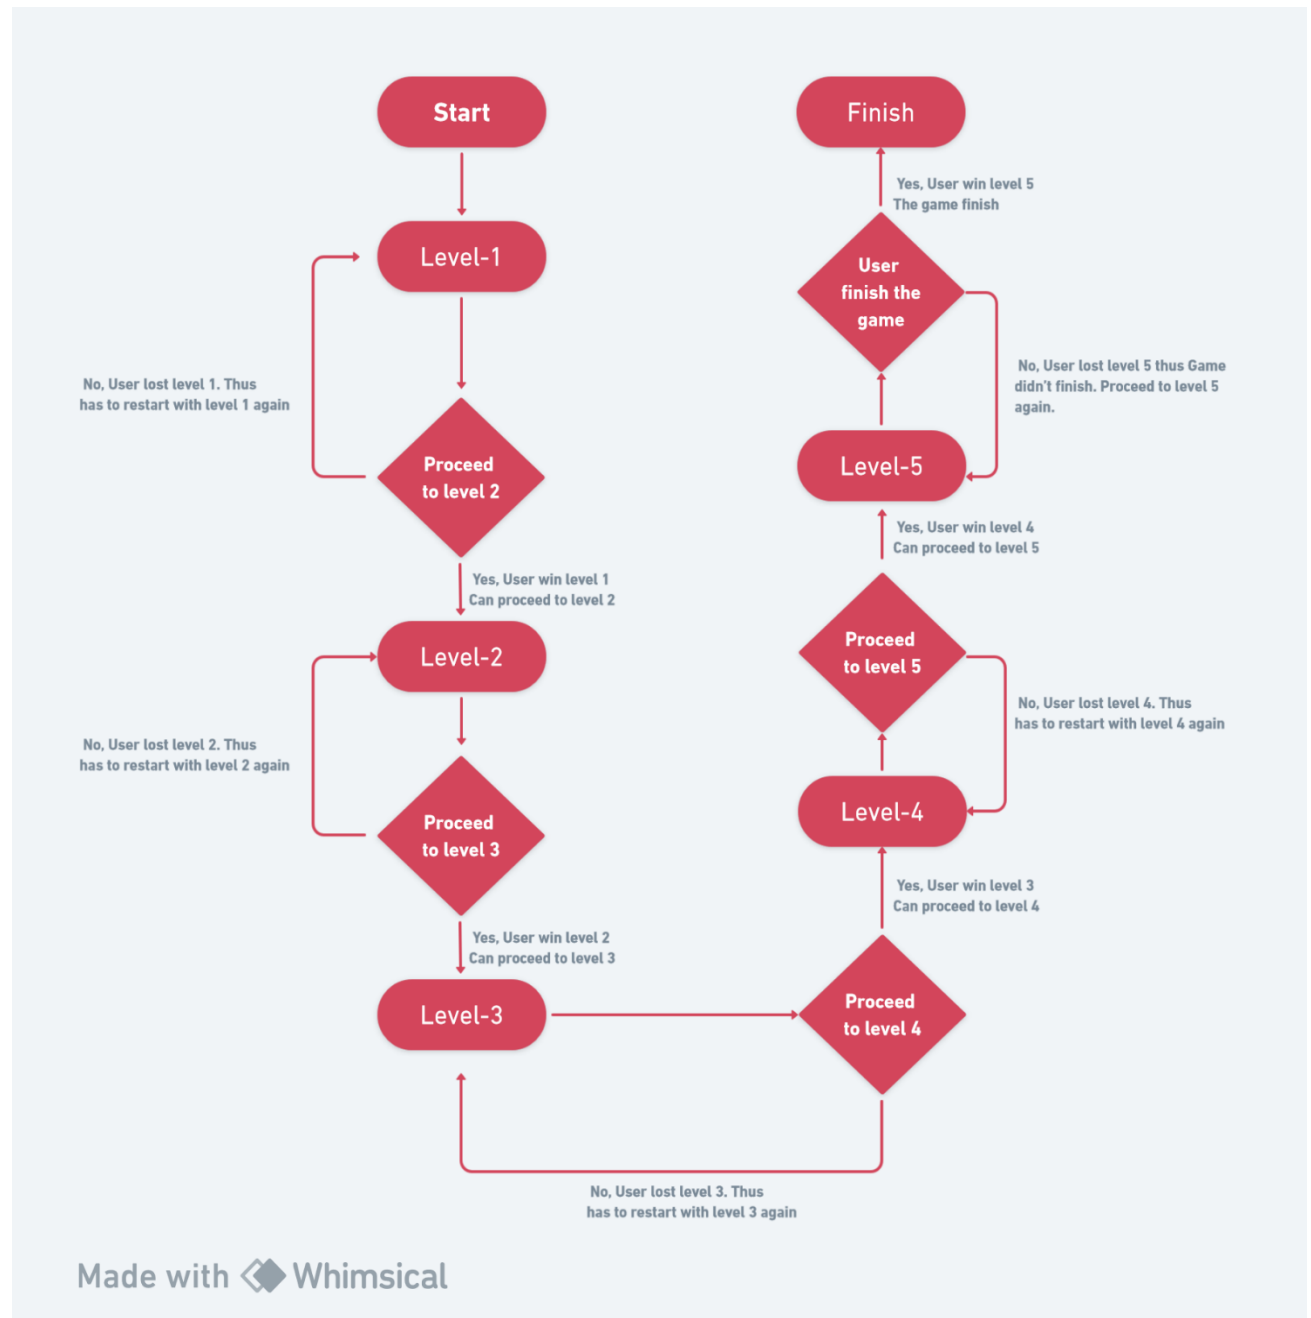 Start
Level-1
No, User lost level 1. Thus
has to restart with level 1 again
Proceed
to level 2
Yes, User win level 1
Can proceed to level 2
Level-2
No, User lost level 2. Thus
has to restart with level 2 again
Proceed
to level 3
Yes, User win level 2
Can proceed to level 3
Level-3
Proceed
to level 4
No, User lost level 3. Thus
has to restart with level 3 again
Yes, User win level 3
Can proceed to level 4
Level-4
No, User lost level 4. Thus
has to restart with level 4 again
Proceed
to level 5
Yes, User win level 4
Can proceed to level 5
Level-5
No, User lost level 5 thus Game
didn't finish. Proceed to level 5
again.
User
finish the
game
Yes, User win level 5
The game finish
Finish
Made with Whimsical